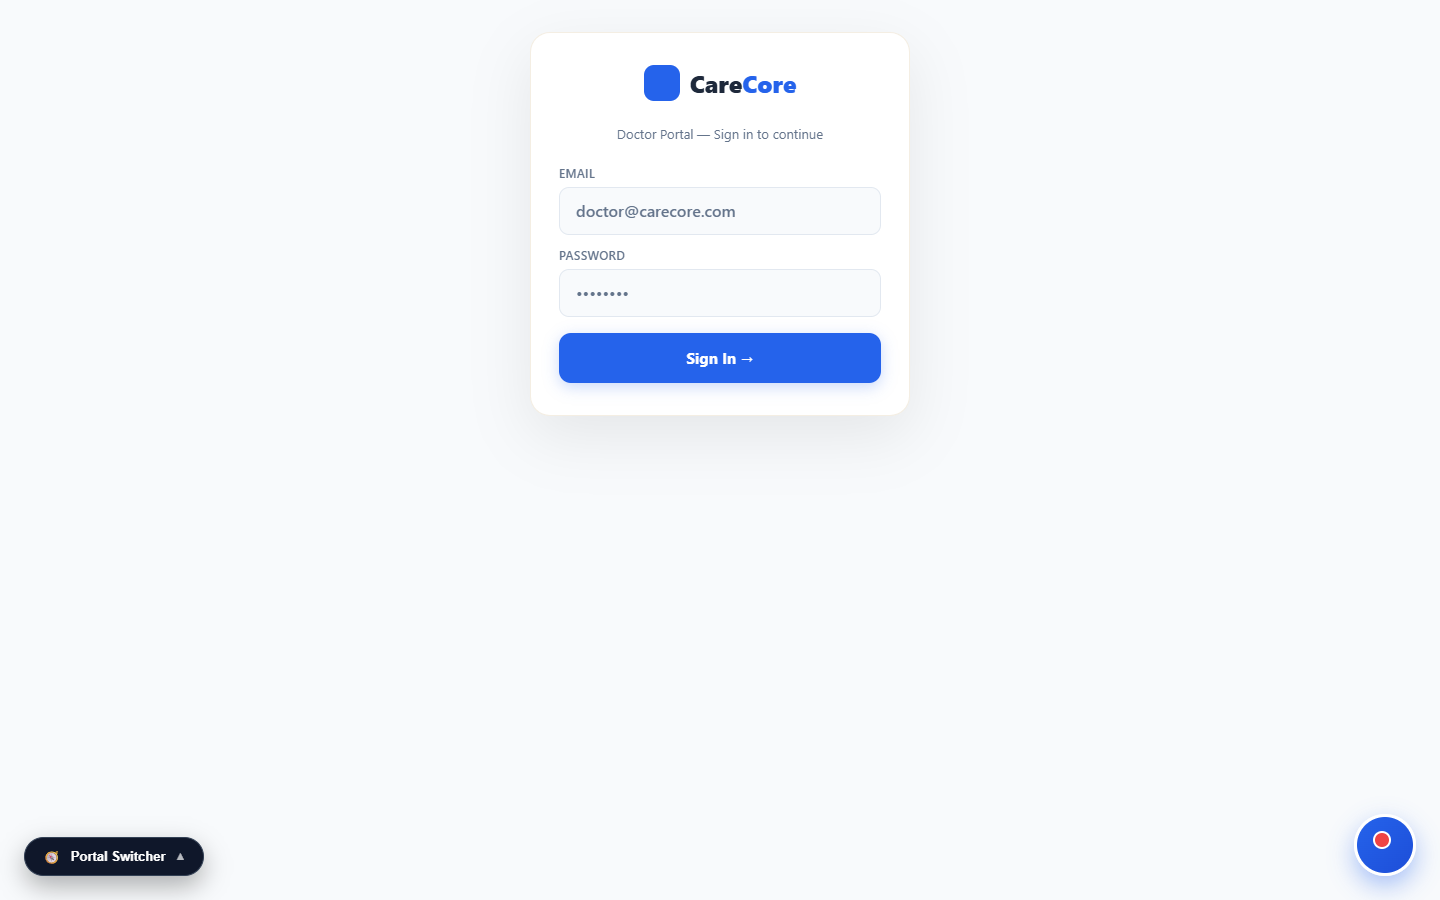 CareCore
Doctor Portal — Sign in to continue
EMAIL
doctor@carecore.com
PASSWORD
••••••••
Sign In →
Portal Switcher ▲